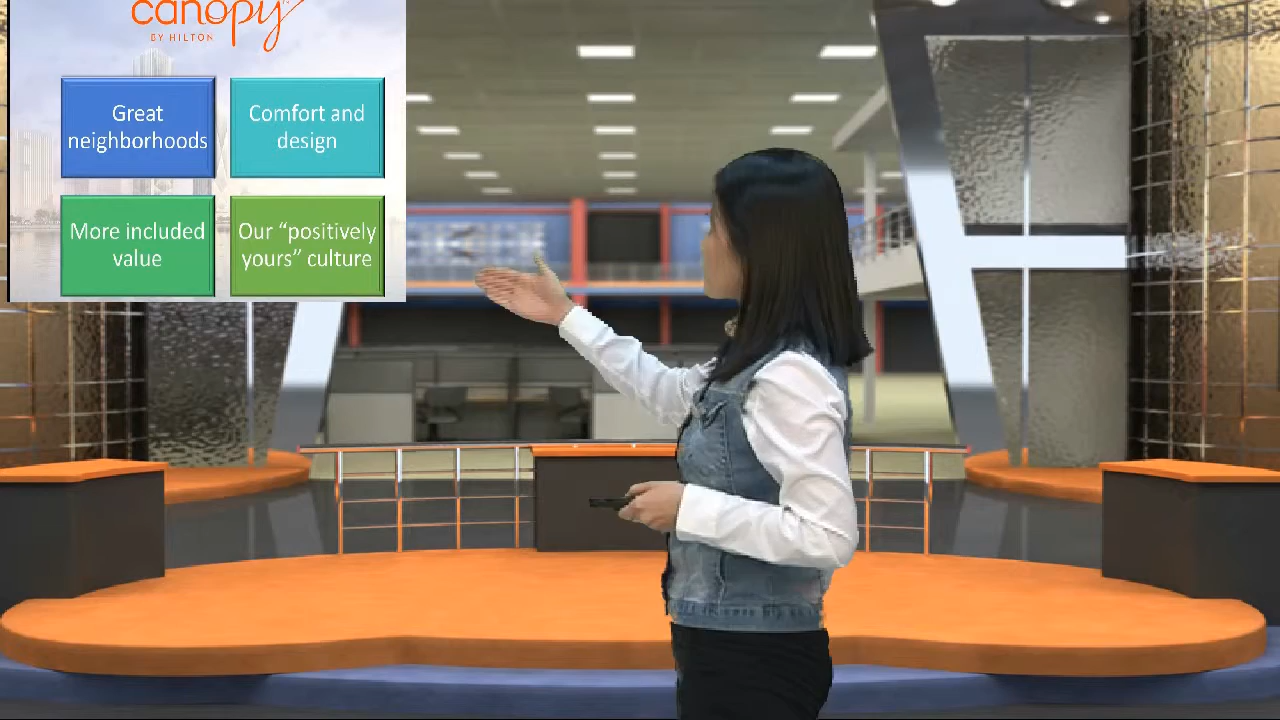 canopy
BY HILTON
Great
neighborhoods
Comfort and
design
More included
value
Our “positively
yours” culture